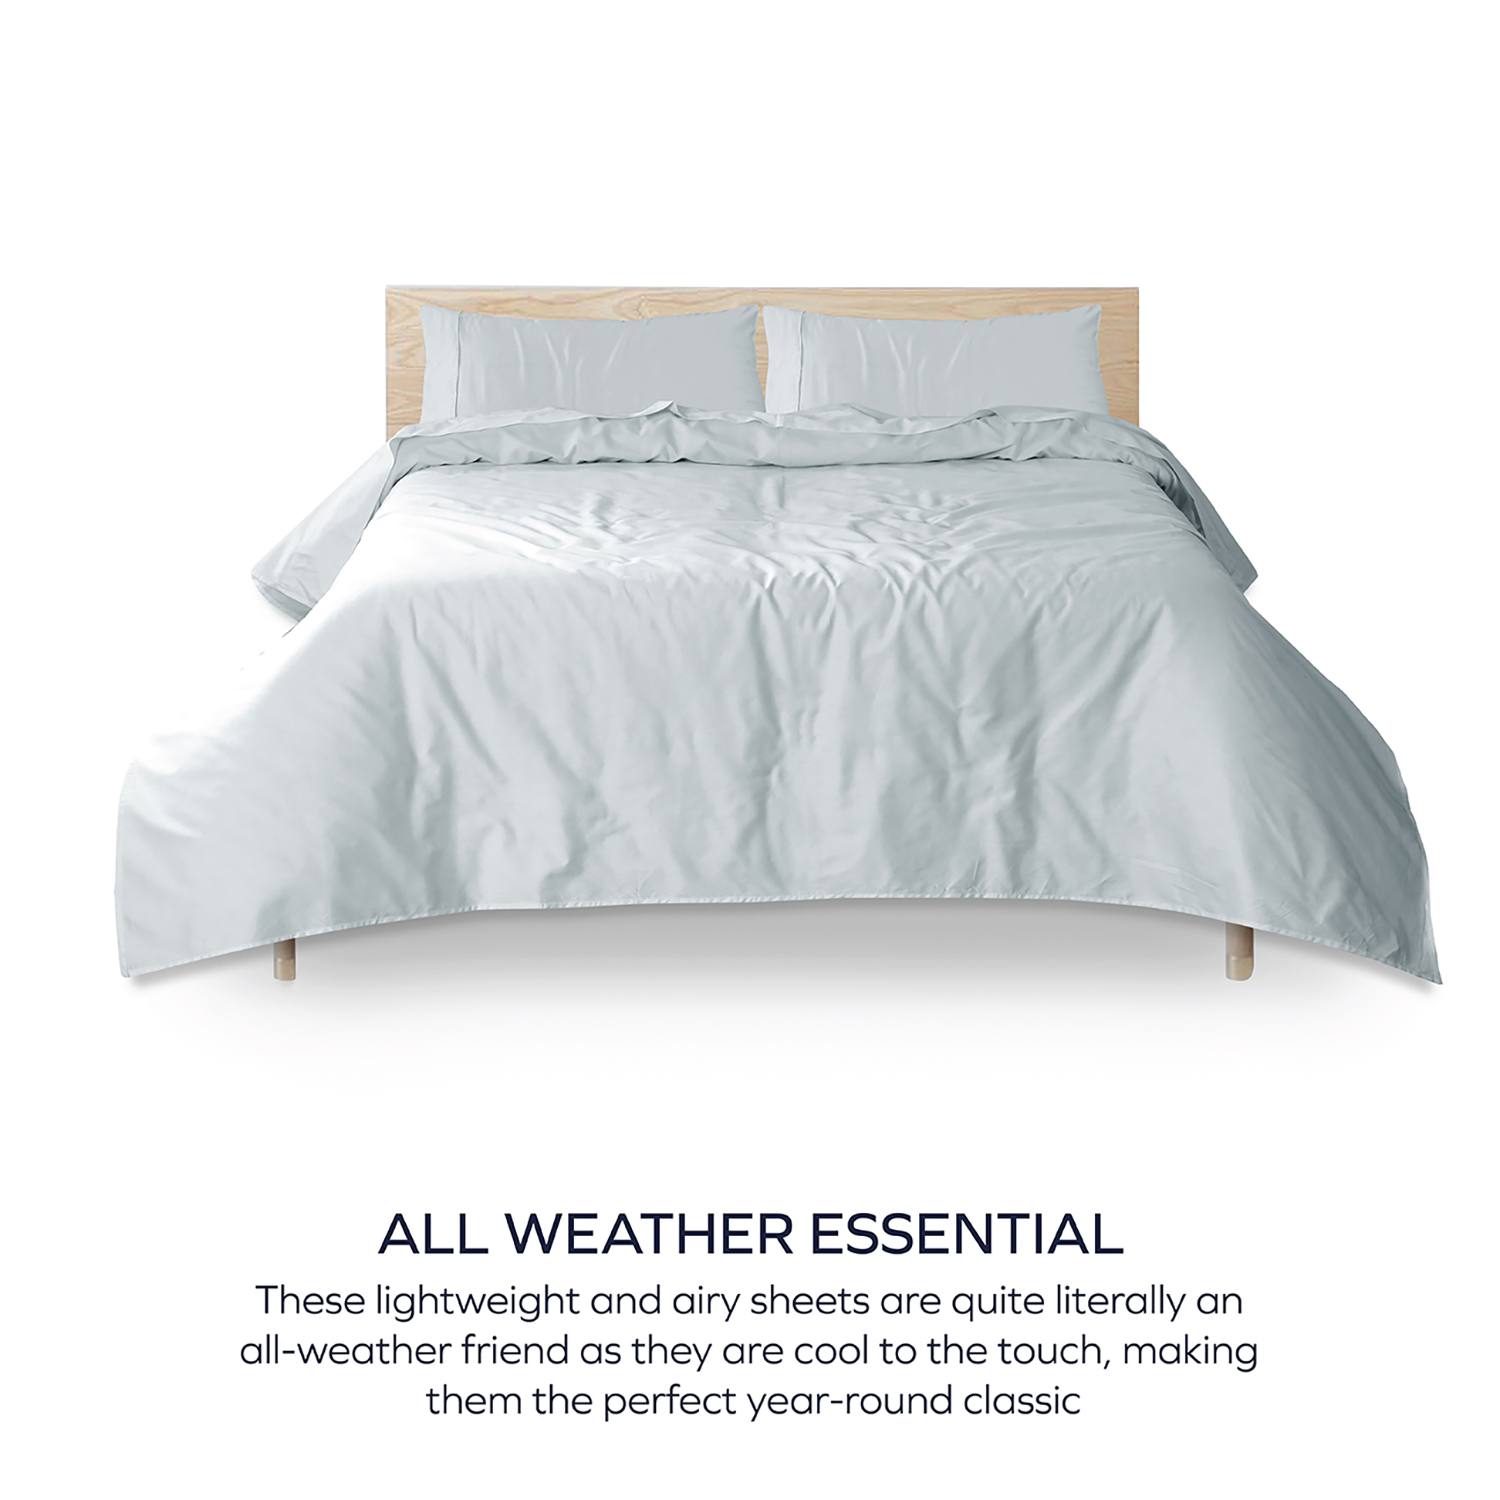 ALL WEATHER ESSENTIAL
These lightweight and airy sheets are quite literally an
all-weather friend as they are cool to the touch, making
them the perfect year-round classic